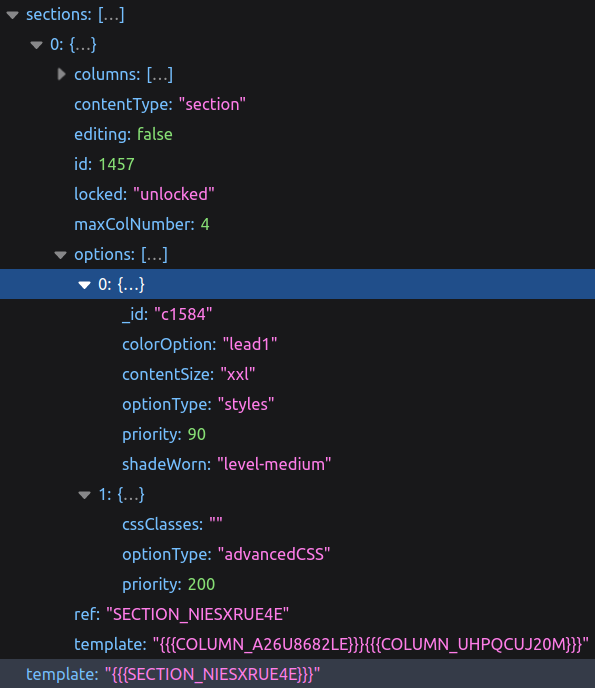 sections: […]
0: {…}
columns: […]
contentType: "section"
editing: false
id: 1457
locked: "unlocked"
maxColNumber: 4
options: […]
0: {…}
_id: "c1584"
colorOption: "lead1"
contentSize: "xxl"
optionType: "styles"
priority: 90
shadeWorn: "level-medium"
1: {…}
cssClasses: ""
optionType: "advancedCSS"
priority: 200
ref: "SECTION_NIESXRUE4E"
template: "{{{COLUMN_A26U8682LE}}}{{{COLUMN_UHPQCUJ20M}}}"
template: "{{{SECTION_NIESXRUE4E}}}"